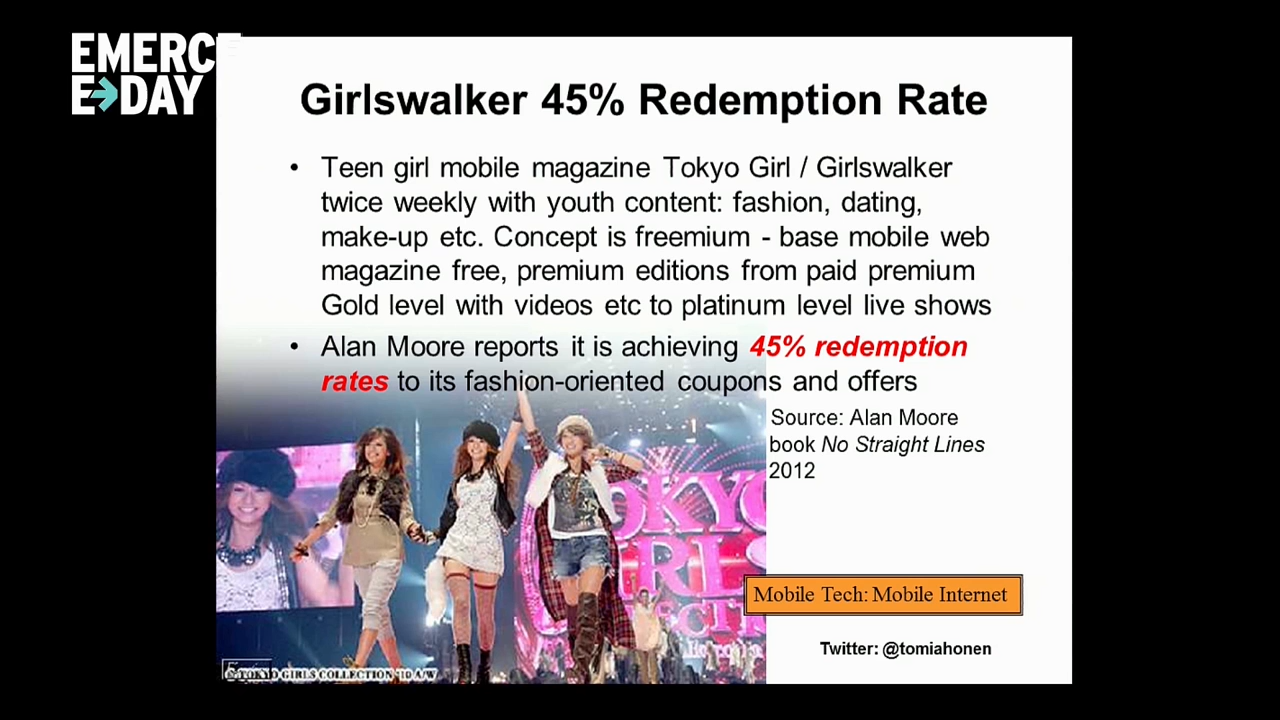 EMERCE
E→DAY
Girlswalker 45% Redemption Rate
• Teen girl mobile magazine Tokyo Girl / Girlswalker
twice weekly with youth content: fashion, dating,
make-up etc. Concept is freemium - base mobile web
magazine free, premium editions from paid premium
Gold level with videos etc to platinum level live shows
• Alan Moore reports it is achieving 45% redemption
rates to its fashion-oriented coupons and offers
Source: Alan Moore
book No Straight Lines
2012
OKYO
IRLS
Mobile Tech: Mobile Internet
Twitter: @tomiahonen
© TOKYO GIRLS COLLECTION '10 A/W